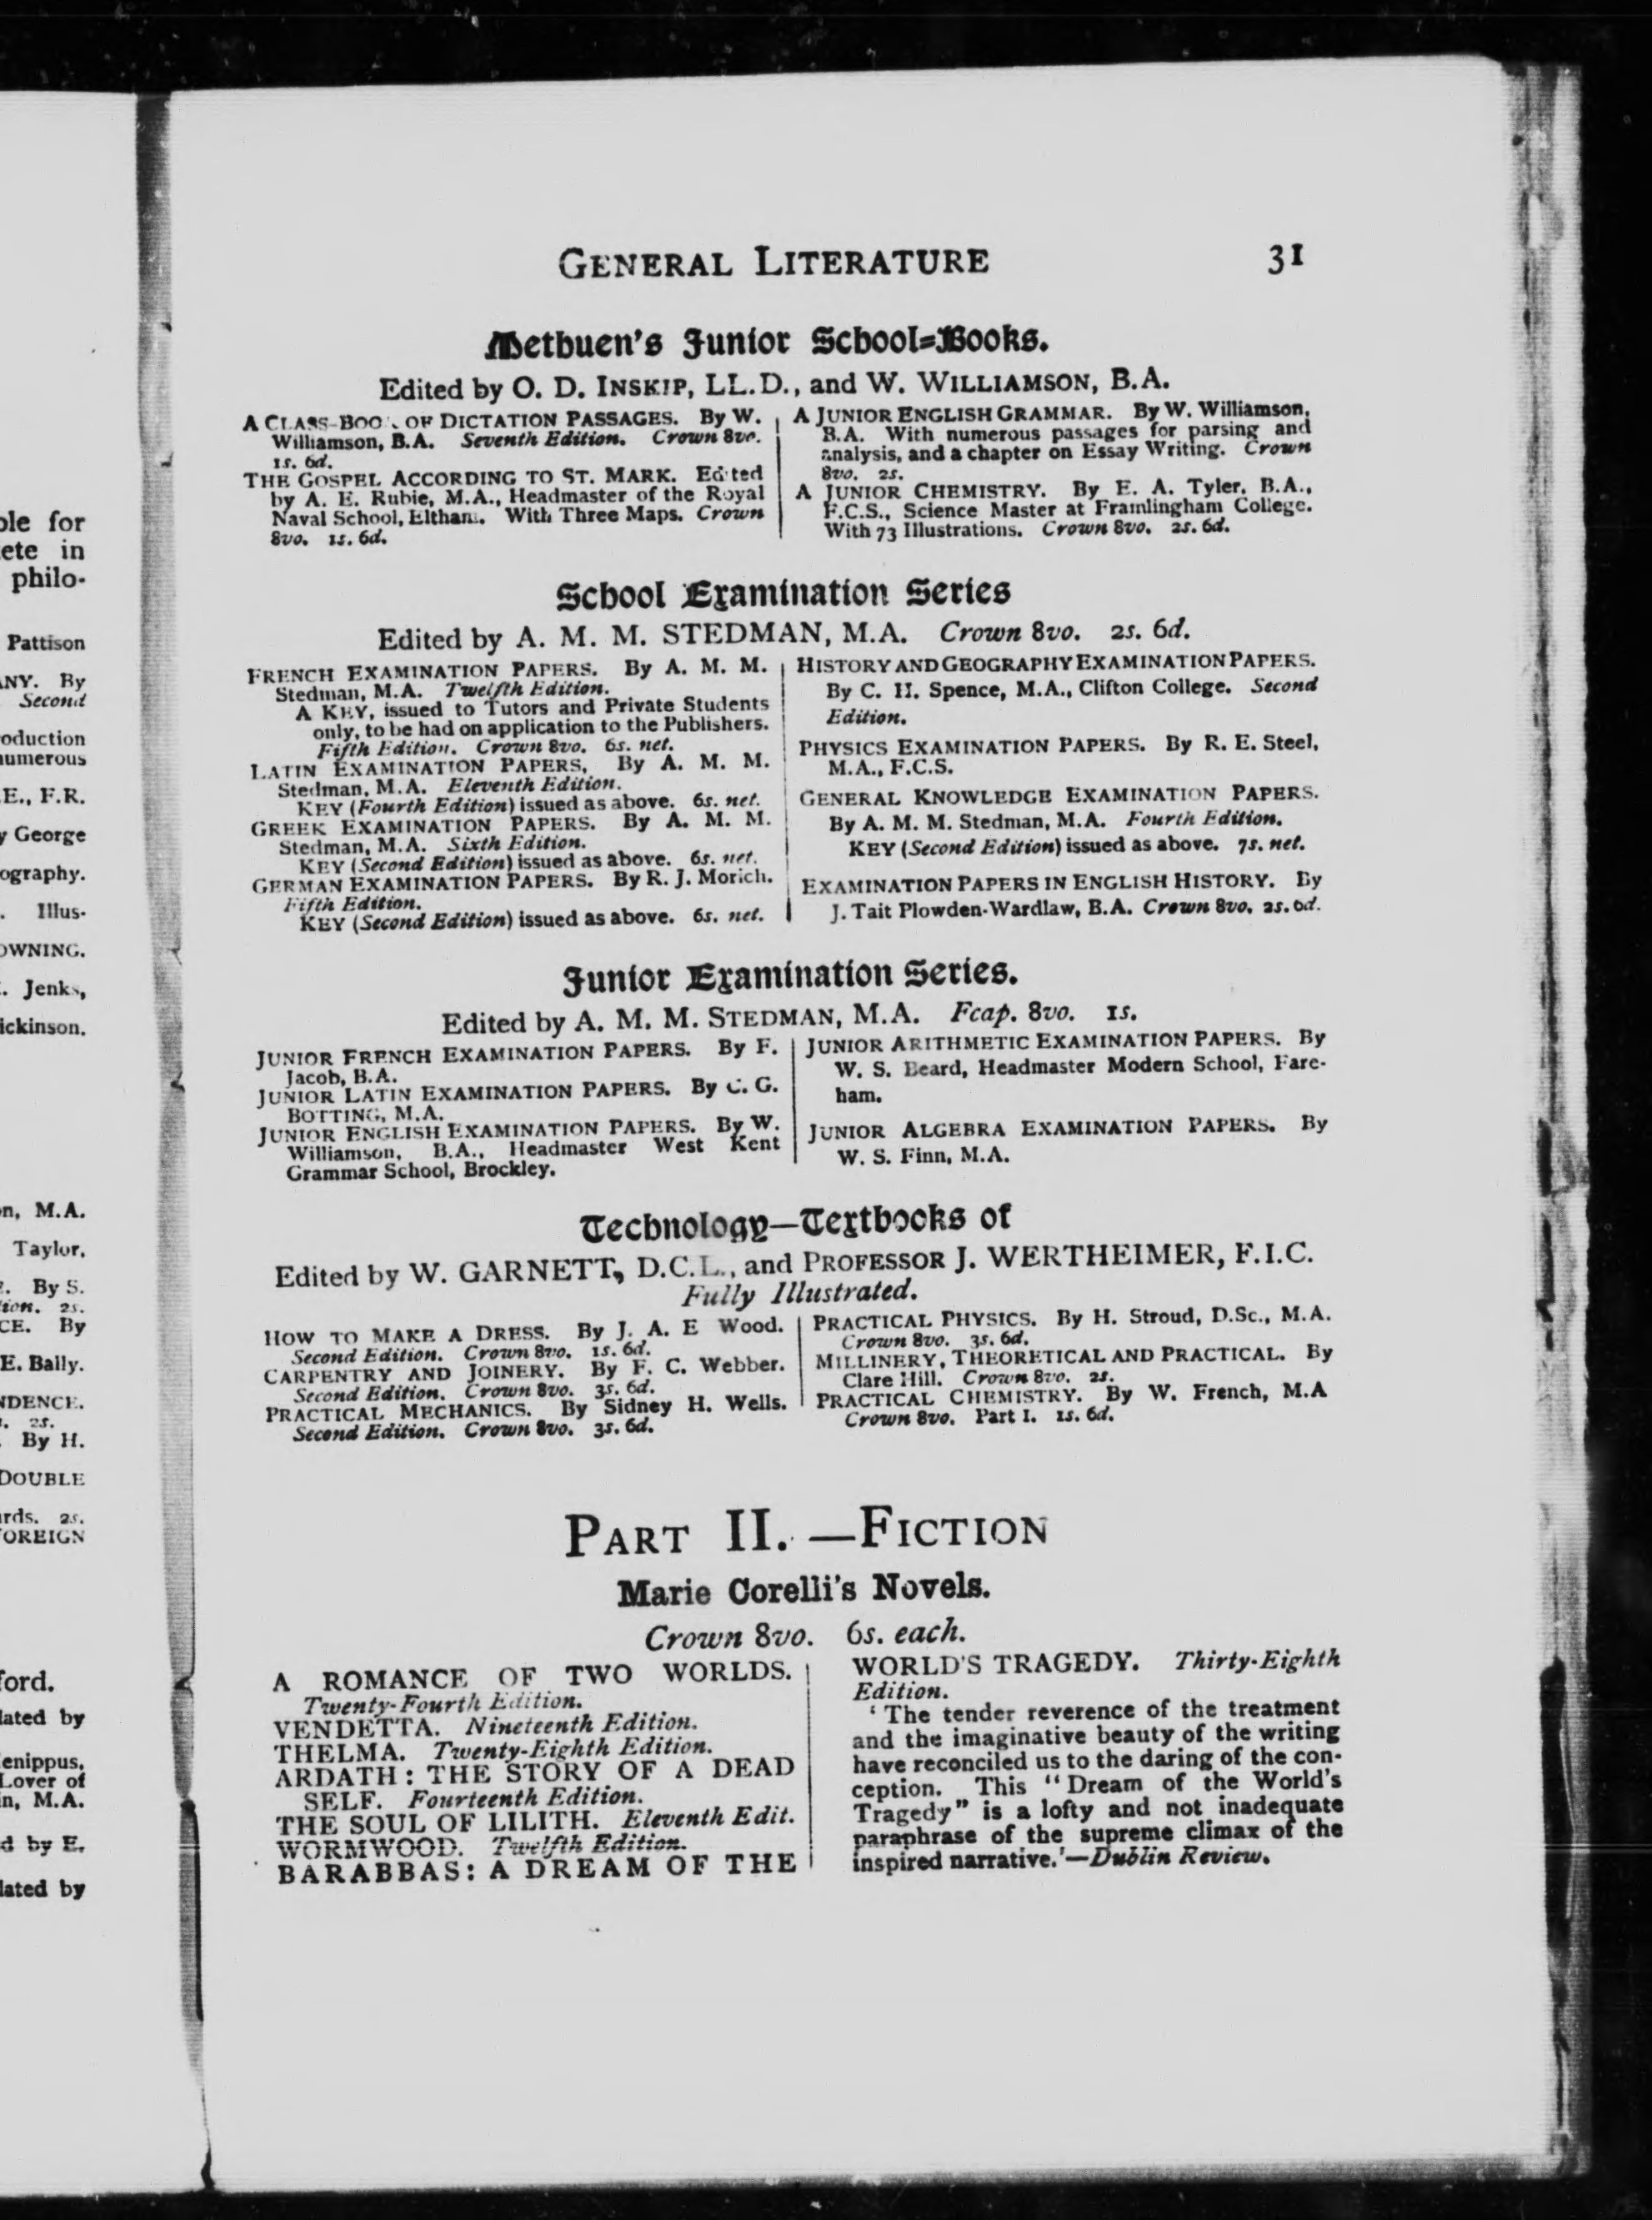 GENERAL LITERATURE 31
Methuen's Junior School=Books.
Edited by O. D. INSKIP, LL.D., and W. WILLIAMSON, B.A.
A CLASS-BOO OF DICTATION PASSAGES. By W.
Williamson, B.A. Seventh Edition. Crown 8vo.
1s. 6d.
THE GOSPEL ACCORDING TO ST. MARK. Edited
by A. E. Rubie, M.A., Headmaster of the Royal
Naval School, Eltham. With Three Maps. Crown
8vo. 1s. 6d.
A JUNIOR ENGLISH GRAMMAR. By W. Williamson,
B.A. With numerous passages for parsing and
analysis, and a chapter on Essay Writing. Crown
8vo. 2s.
A JUNIOR CHEMISTRY. By E. A. Tyler, B.A.,
F.C.S., Science Master at Framlingham College.
With 73 Illustrations. Crown 8vo. 2s. 6d.
School Examination Series
Edited by A. M. M. STEDMAN, M.A. Crown 8vo. 2s. 6d.
FRENCH EXAMINATION PAPERS. By A. M. M.
Stedman, M.A. Twelfth Edition.
A KEY, issued to Tutors and Private Students
only, to be had on application to the Publishers.
Fifth Edition. Crown 8vo. 6s. net.
LATIN EXAMINATION PAPERS, By A. M. M.
Stedman, M.A. Eleventh Edition.
KEY (Fourth Edition) issued as above. 6s. net.
GREEK EXAMINATION PAPERS. By A. M. M.
Stedman, M.A. Sixth Edition.
KEY (Second Edition) issued as above. 6s. net.
GERMAN EXAMINATION PAPERS. By R. J. Morich.
Fifth Edition.
KEY (Second Edition) issued as above. 6s. net.
HISTORY AND GEOGRAPHY EXAMINATION PAPERS.
By C. H. Spence, M.A., Clifton College. Second
Edition.
PHYSICS EXAMINATION PAPERS. By R. E. Steel,
M.A., F.C.S.
GENERAL KNOWLEDGE EXAMINATION PAPERS.
By A. M. M. Stedman, M.A. Fourth Edition.
KEY (Second Edition) issued as above. 7s. net.
EXAMINATION PAPERS IN ENGLISH HISTORY. By
J. Tait Plowden-Wardlaw, B.A. Crown 8vo. 2s. 6d.
Junior Examination Series.
Edited by A. M. M. STEDMAN, M.A. Fcap. 8vo. 1s.
JUNIOR FRENCH EXAMINATION PAPERS. By F.
Jacob, B.A.
JUNIOR LATIN EXAMINATION PAPERS. By C. G.
BOTTING, M.A.
JUNIOR ENGLISH EXAMINATION PAPERS. By W.
Williamson, B.A., Headmaster West Kent
Grammar School, Brockley.
JUNIOR ARITHMETIC EXAMINATION PAPERS. By
W. S. Beard, Headmaster Modern School, Fare-
ham.
JUNIOR ALGEBRA EXAMINATION PAPERS. By
W. S. Finn, M.A.
Technology—Textbooks of
Edited by W. GARNETT, D.C.L., and PROFESSOR J. WERTHEIMER, F.I.C.
Fully Illustrated.
HOW TO MAKE A DRESS. By J. A. E Wood.
Second Edition. Crown 8vo. 1s. 6d.
CARPENTRY AND JOINERY. By F. C. Webber.
Second Edition. Crown 8vo. 3s. 6d.
PRACTICAL MECHANICS. By Sidney H. Wells.
Second Edition. Crown 8vo. 3s. 6d.
PRACTICAL PHYSICS. By H. Stroud, D.Sc., M.A.
Crown 8vo. 3s. 6d.
MILLINERY, THEORETICAL AND PRACTICAL. By
Clare Hill. Crown 8vo. 2s.
PRACTICAL CHEMISTRY. By W. French, M.A
Crown 8vo. Part I. 1s. 6d.
PART II.—FICTION
Marie Corelli's Novels.
Crown 8vo. 6s. each.
A ROMANCE OF TWO WORLDS.
Twenty-Fourth Edition.
VENDETTA. Nineteenth Edition.
THELMA. Twenty-Eighth Edition.
ARDATH: THE STORY OF A DEAD
SELF. Fourteenth Edition.
THE SOUL OF LILITH. Eleventh Edit.
WORMWOOD. Twelfth Edition.
BARABBAS: A DREAM OF THE
WORLD'S TRAGEDY. Thirty-Eighth
Edition.
'The tender reverence of the treatment
and the imaginative beauty of the writing
have reconciled us to the daring of the con-
ception. This "Dream of the World's
Tragedy" is a lofty and not inadequate
paraphrase of the supreme climax of the
inspired narrative.'—Dublin Review.